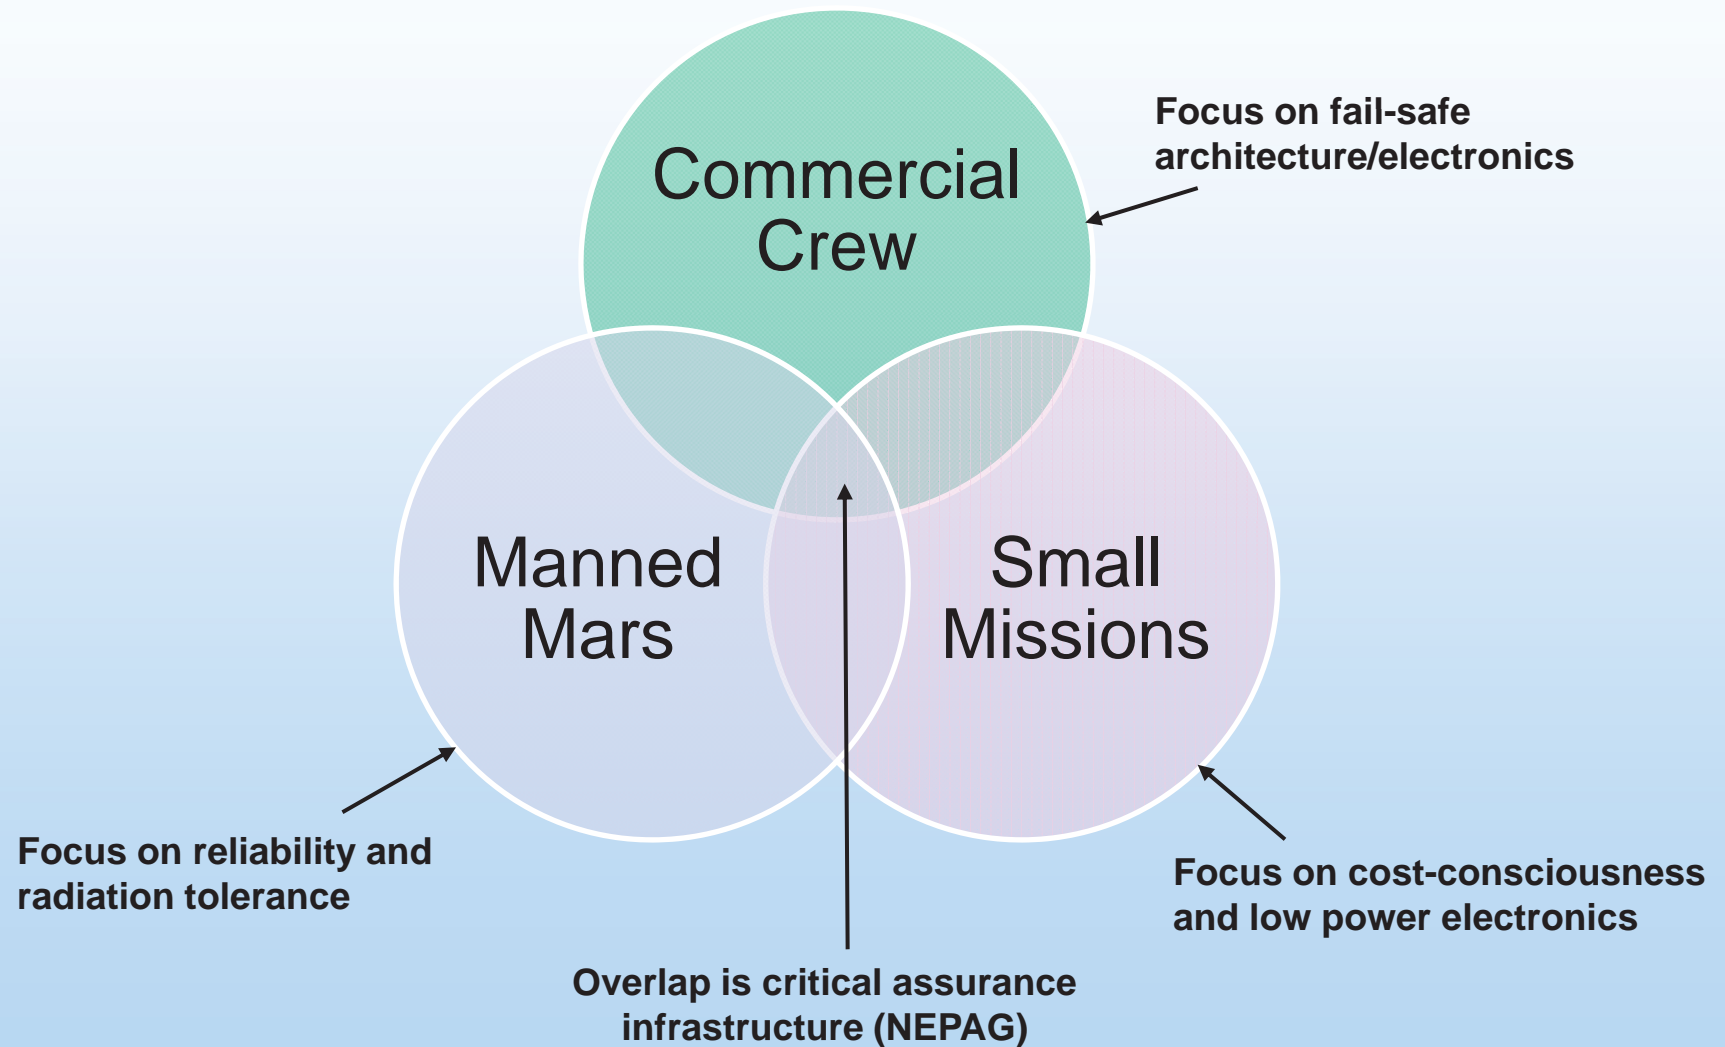 Commercial
Crew
Focus on fail-safe
architecture/electronics
Manned
Mars
Small
Missions
Focus on reliability and
radiation tolerance
Focus on cost-consciousness
and low power electronics
Overlap is critical assurance
infrastructure (NEPAG)